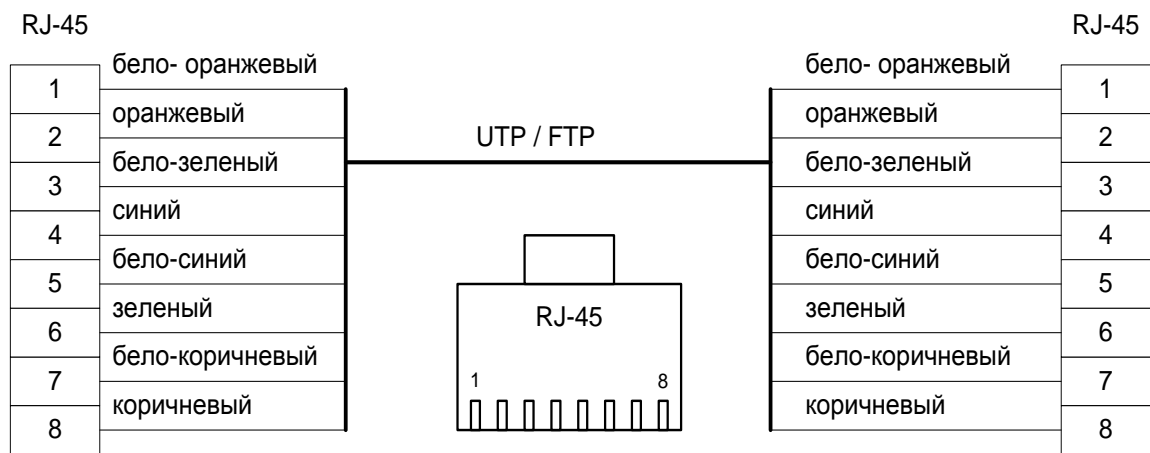 RJ-45
RJ-45
1 бело- оранжевый
бело- оранжевый 1
2 оранжевый
оранжевый 2
UTP / FTP
3 бело-зеленый
бело-зеленый 3
4 синий
синий 4
5 бело-синий
бело-синий 5
6 зеленый
зеленый 6
7 бело-коричневый
бело-коричневый 7
8 коричневый
коричневый 8
RJ-45
1 8